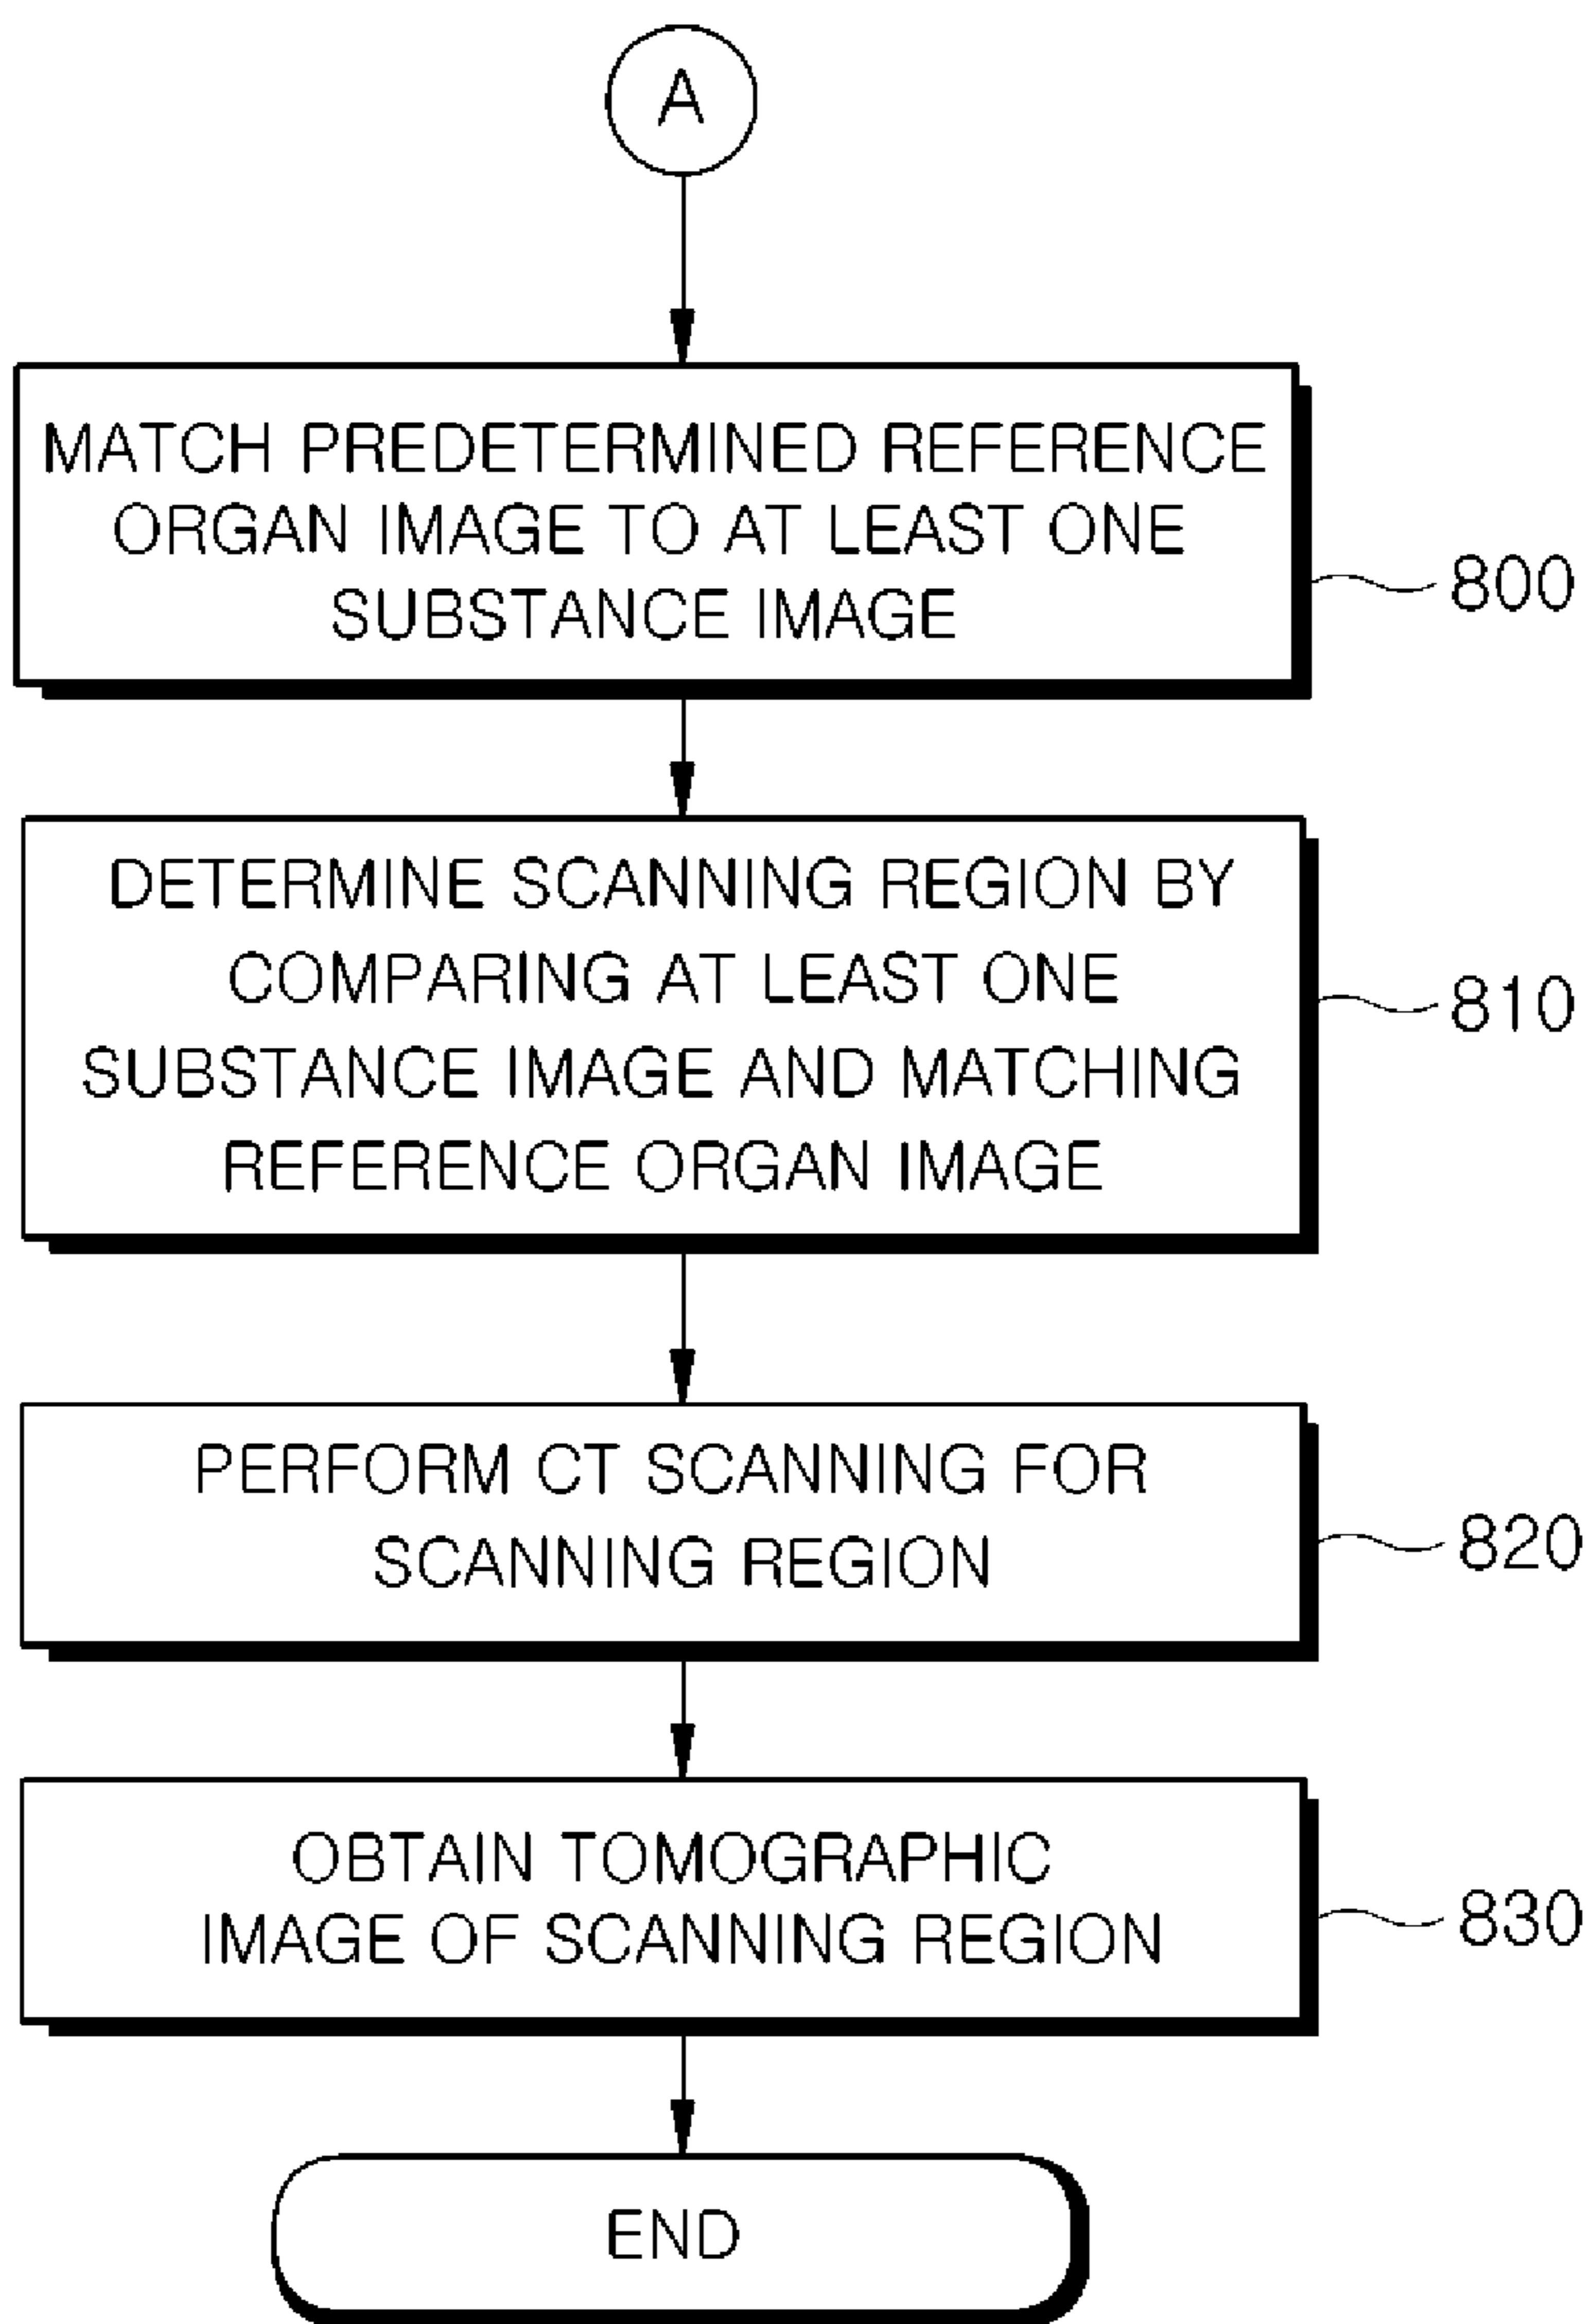 A
MATCH PREDETERMINED REFERENCE
ORGAN IMAGE TO AT LEAST ONE
SUBSTANCE IMAGE
800
DETERMINE SCANNING REGION BY
COMPARING AT LEAST ONE
SUBSTANCE IMAGE AND MATCHING
REFERENCE ORGAN IMAGE
810
PERFORM CT SCANNING FOR
SCANNING REGION
820
OBTAIN TOMOGRAPHIC
IMAGE OF SCANNING REGION
830
END